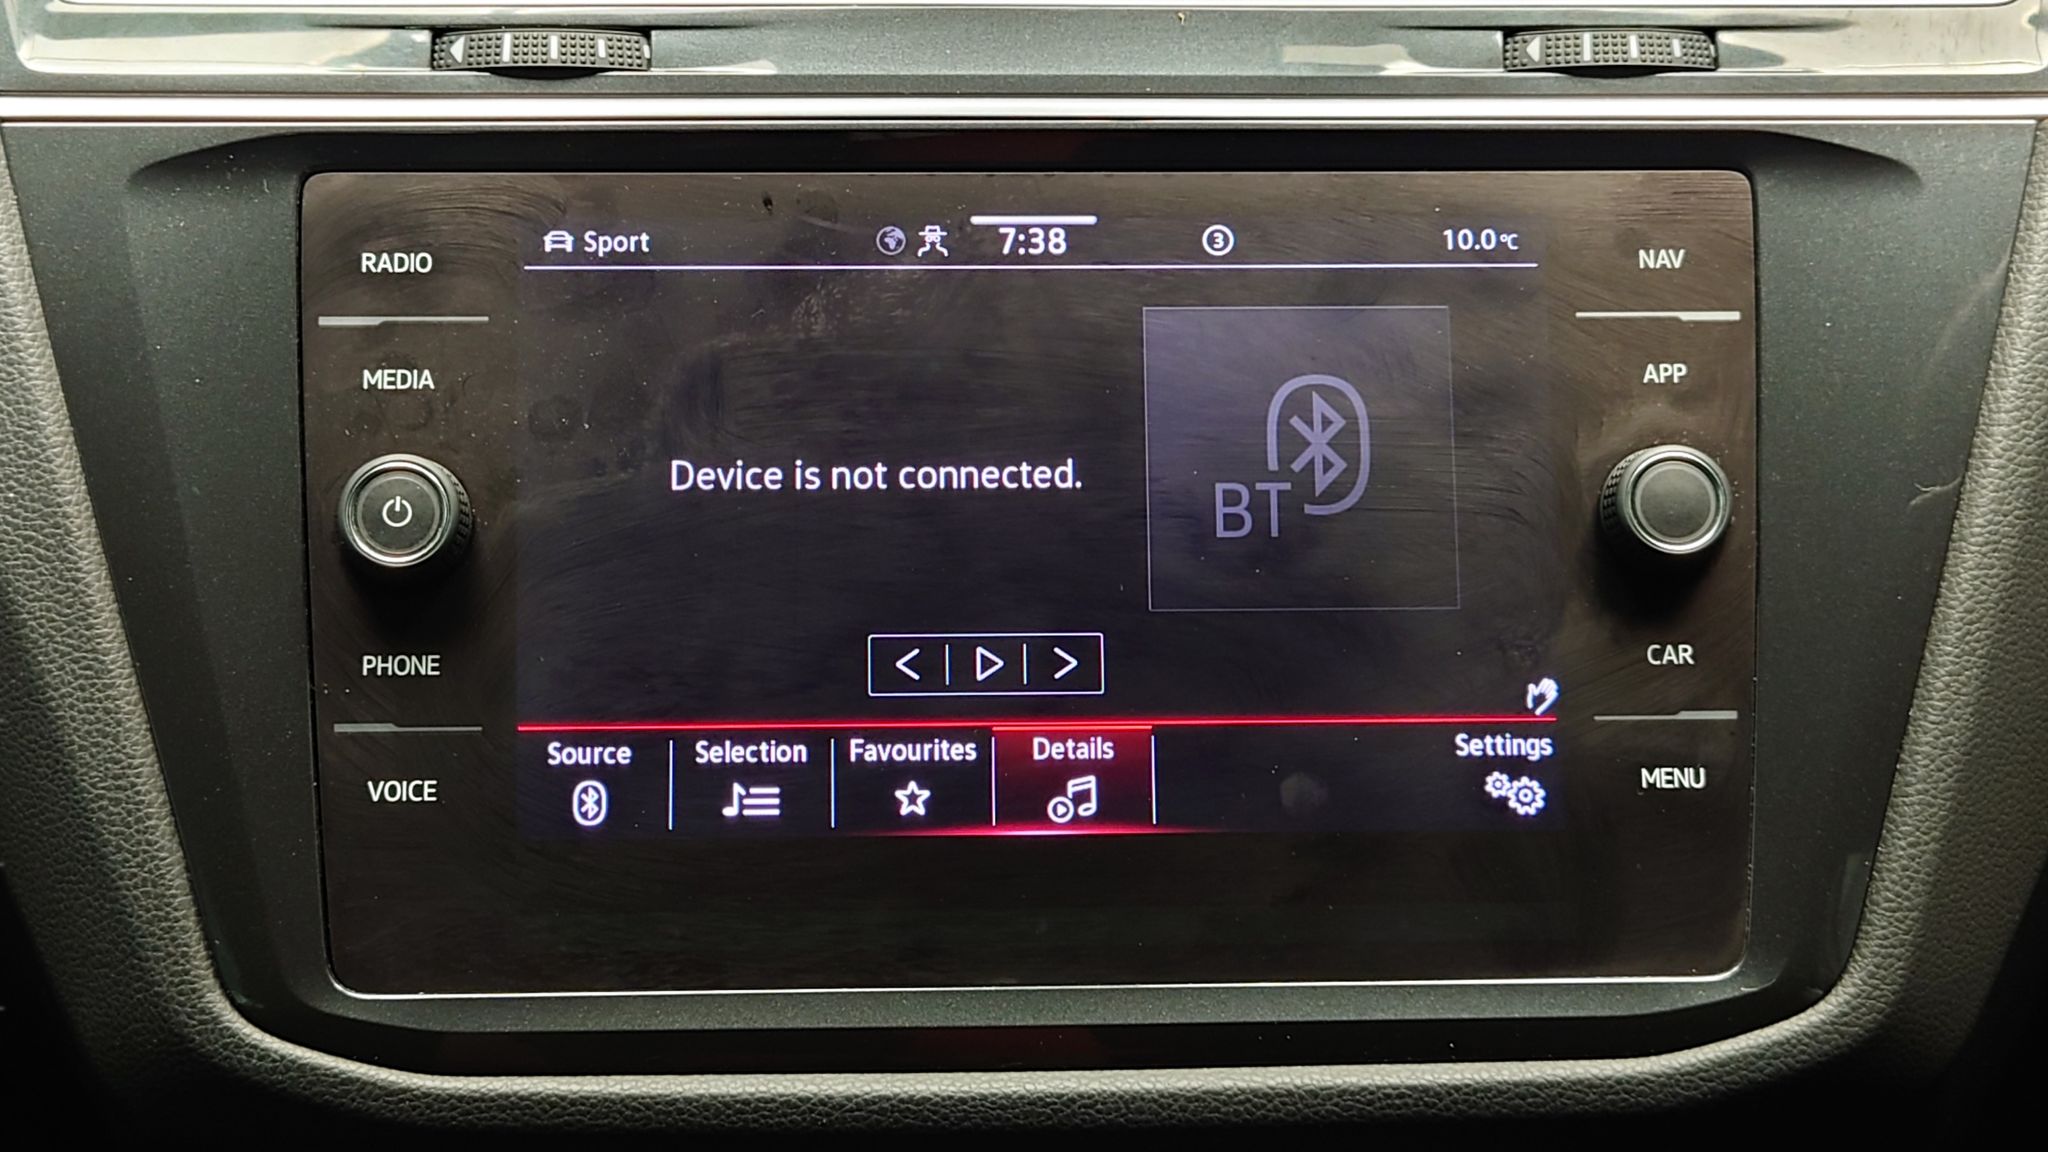 Sport
7:38
3
10.0°C
RADIO
MEDIA
PHONE
VOICE
Device is not connected.
BT
NAV
APP
CAR
MENU
Source
Selection
Favourites
Details
Settings